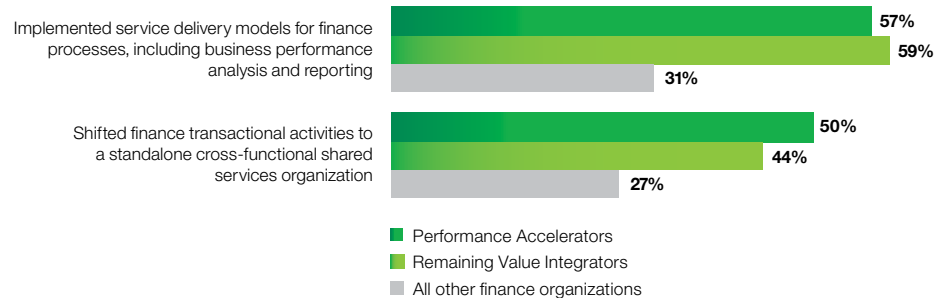 Implemented service delivery models for finance
processes, including business performance
analysis and reporting
57%
59%
31%
Shifted finance transactional activities to
a standalone cross-functional shared
services organization
50%
44%
27%
Performance Accelerators
Remaining Value Integrators
All other finance organizations